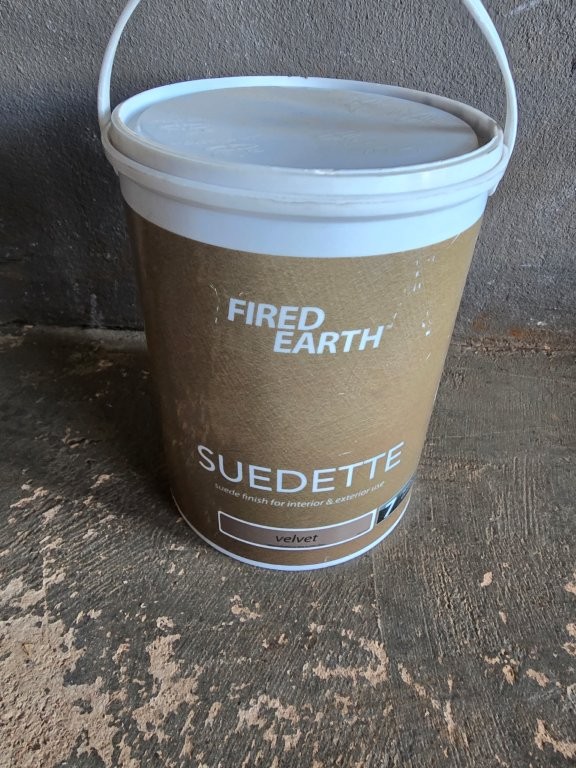 FIRED
EARTH
SUEDETTE
suede finish for interior & exterior use
velvet